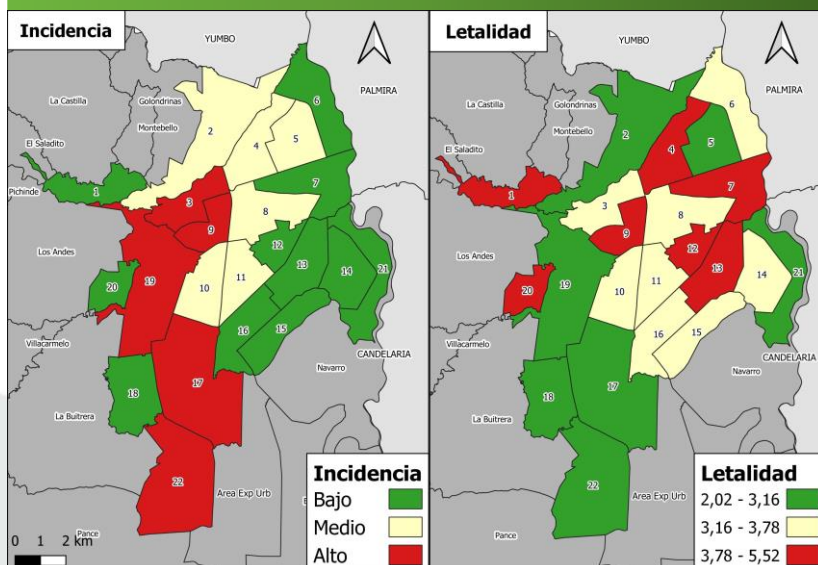 Incidencia
YUMBO
La Castilla
Golondrinas
Montebello
PALMIRA
El Saladito
Pichinde
Los Andes
Villacarmelo
La Buitrera
Navarro
CANDELARIA
Area Exp Urb
Pance
1
2
3
4
5
6
7
8
9
10
11
12
13
14
15
16
17
18
19
20
21
22
Incidencia
Bajo
Medio
Alto
0 1 2 km
Letalidad
YUMBO
La Castilla
Golondrinas
Montebello
PALMIRA
El Saladito
Pichinde
Los Andes
Villacarmelo
La Buitrera
Navarro
CANDELARIA
Area Exp Urb
Pance
1
2
3
4
5
6
7
8
9
10
11
12
13
14
15
16
17
18
19
20
21
22
Letalidad
2,02 - 3,16
3,16 - 3,78
3,78 - 5,52